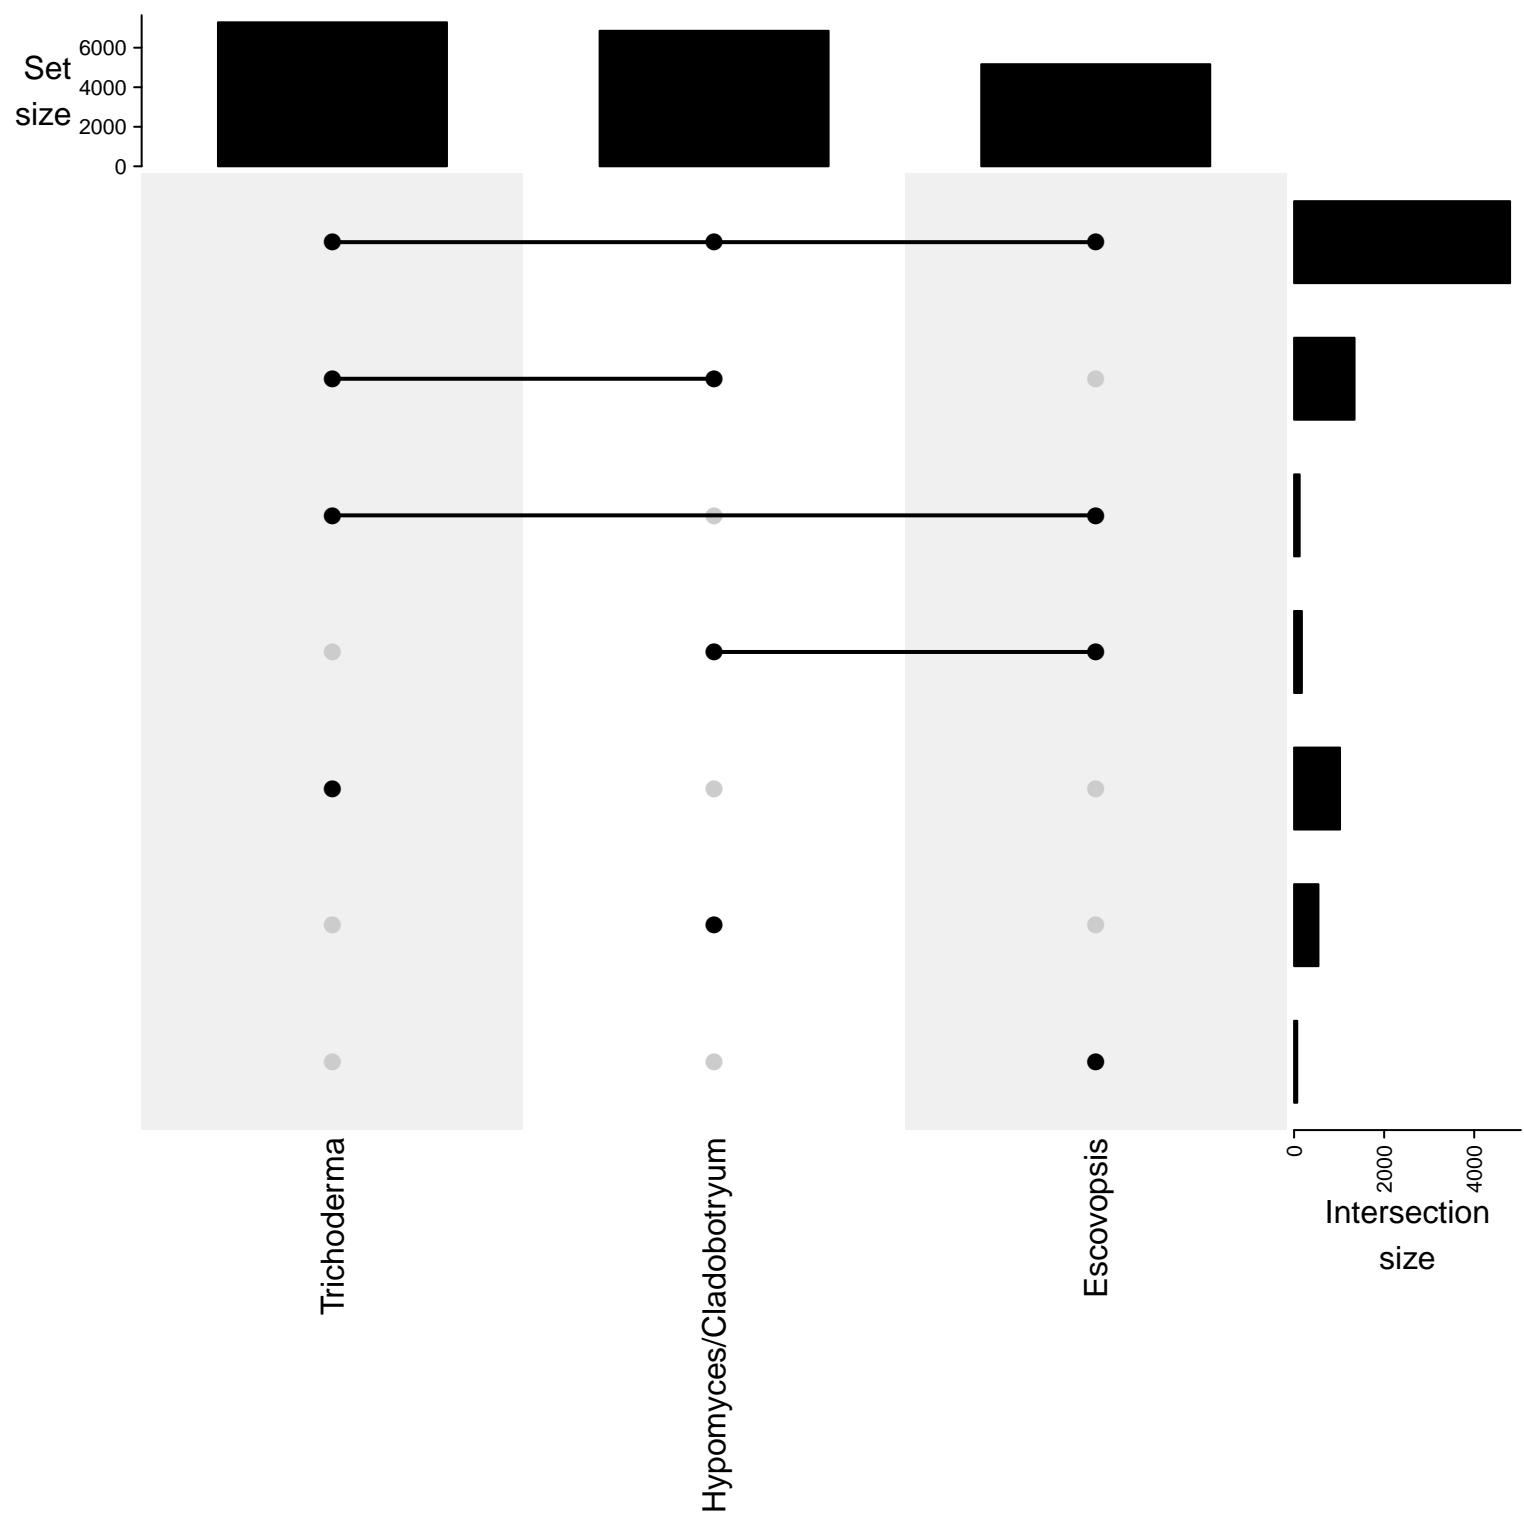 Set
size
6000
4000
2000
0
Trichoderma
Hypomyces/Cladobotryum
Escovopsis
0
2000
4000
Intersection
size